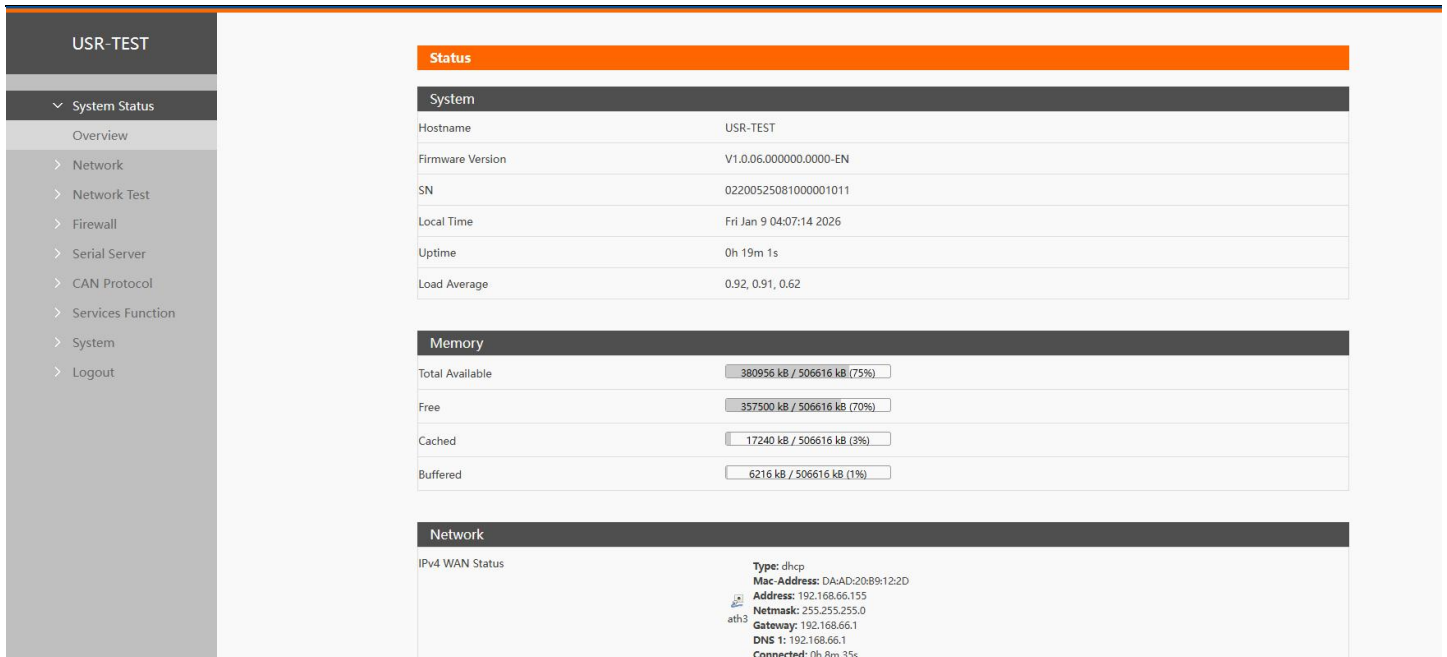 USR-TEST
System Status
Overview
Network
Network Test
Firewall
Serial Server
CAN Protocol
Services Function
System
Logout
Status
System
Hostname USR-TEST
Firmware Version V1.0.06.000000.0000-EN
SN 02200525081000001011
Local Time Fri Jan 9 04:07:14 2026
Uptime 0h 19m 1s
Load Average 0.92, 0.91, 0.62
Memory
Total Available 380956 kB / 506616 kB (75%)
Free 357500 kB / 506616 kB (70%)
Cached 17240 kB / 506616 kB (3%)
Buffered 6216 kB / 506616 kB (1%)
Network
IPv4 WAN Status
ath3
Type: dhcp
Mac-Address: DA:AD:20:B9:12:2D
Address: 192.168.66.155
Netmask: 255.255.255.0
Gateway: 192.168.66.1
DNS 1: 192.168.66.1
Connected: 0h 8m 35s